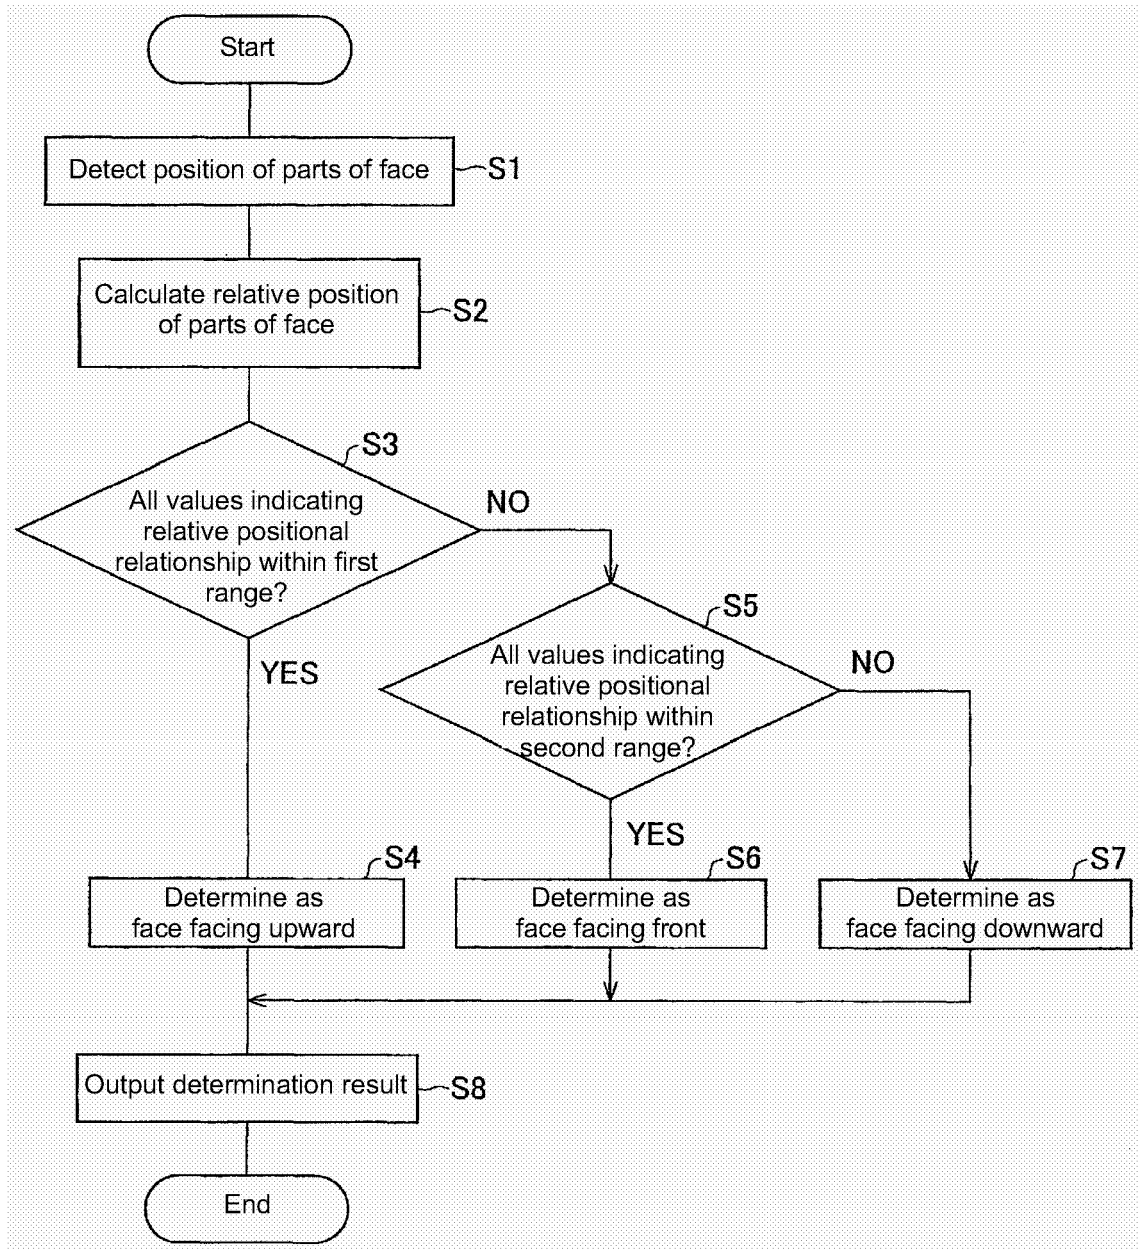 Start
Detect position of parts of face
S1
Calculate relative position
of parts of face
S2
S3
All values indicating
relative positional
relationship within first
range?
NO
YES
S5
All values indicating
relative positional
relationship within
second range?
NO
YES
S4
Determine as
face facing upward
S6
Determine as
face facing front
S7
Determine as
face facing downward
Output determination result
S8
End